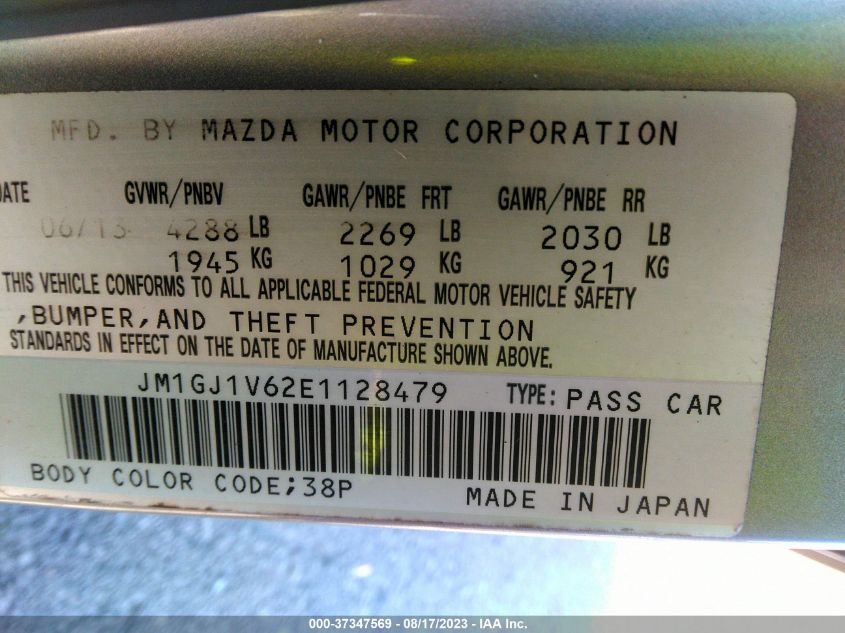 MFD. BY MAZDA MOTOR CORPORATION
DATE GVWR/PNBV GAWR/PNBE FRT GAWR/PNBE RR
06/13 4288 LB 2269 LB 2030 LB
1945 KG 1029 KG 921 KG
THIS VEHICLE CONFORMS TO ALL APPLICABLE FEDERAL MOTOR VEHICLE SAFETY
,BUMPER,AND THEFT PREVENTION
STANDARDS IN EFFECT ON THE DATE OF MANUFACTURE SHOWN ABOVE.
JM1GJ1V62E1128479 TYPE: PASS CAR
BODY COLOR CODE;38P MADE IN JAPAN
000-37347569 - 08/17/2023 - IAA Inc.